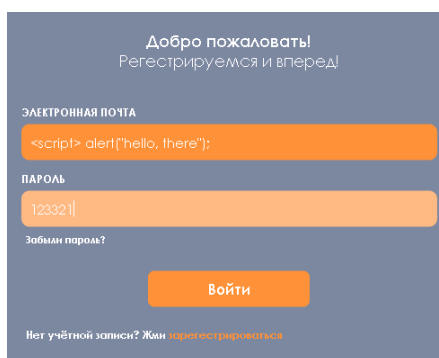 Добро пожаловать!
Регестрируемся и вперед!
ЭЛЕКТРОННАЯ ПОЧТА
<script> alert("hello, there");
ПАРОЛЬ
123321
Забыли пароль?
Войти
Нет учётной записи? Жми зарегестрироваться